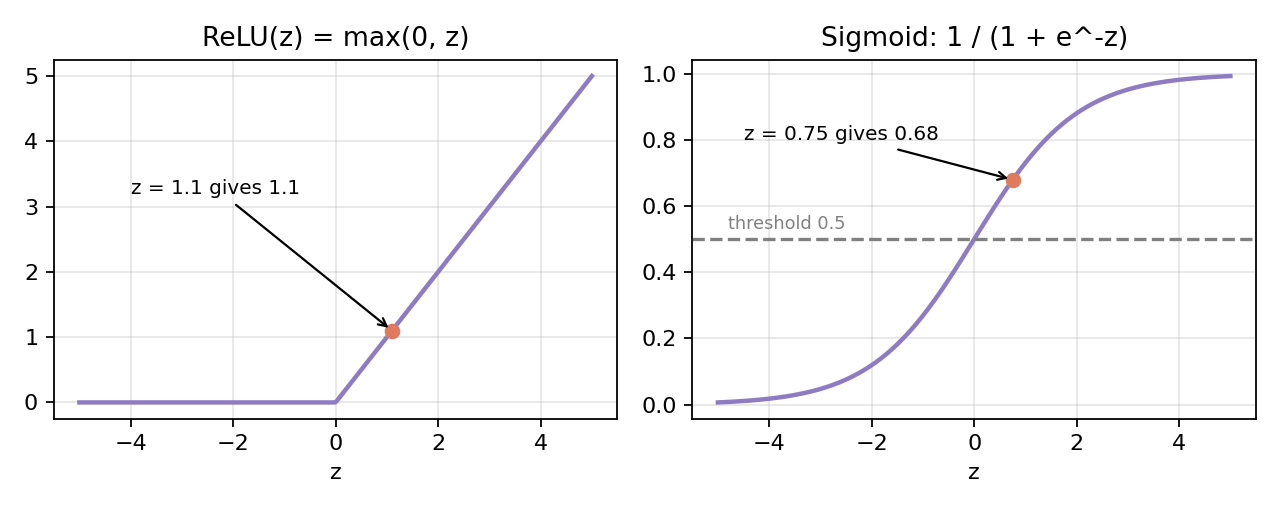 ReLU(z) = max(0, z)
5
4
3
2
1
0
z = 1.1 gives 1.1
−4 −2 0 2 4
z
Sigmoid: 1 / (1 + e^-z)
1.0
0.8
0.6
0.4
0.2
0.0
z = 0.75 gives 0.68
threshold 0.5
−4 −2 0 2 4
z